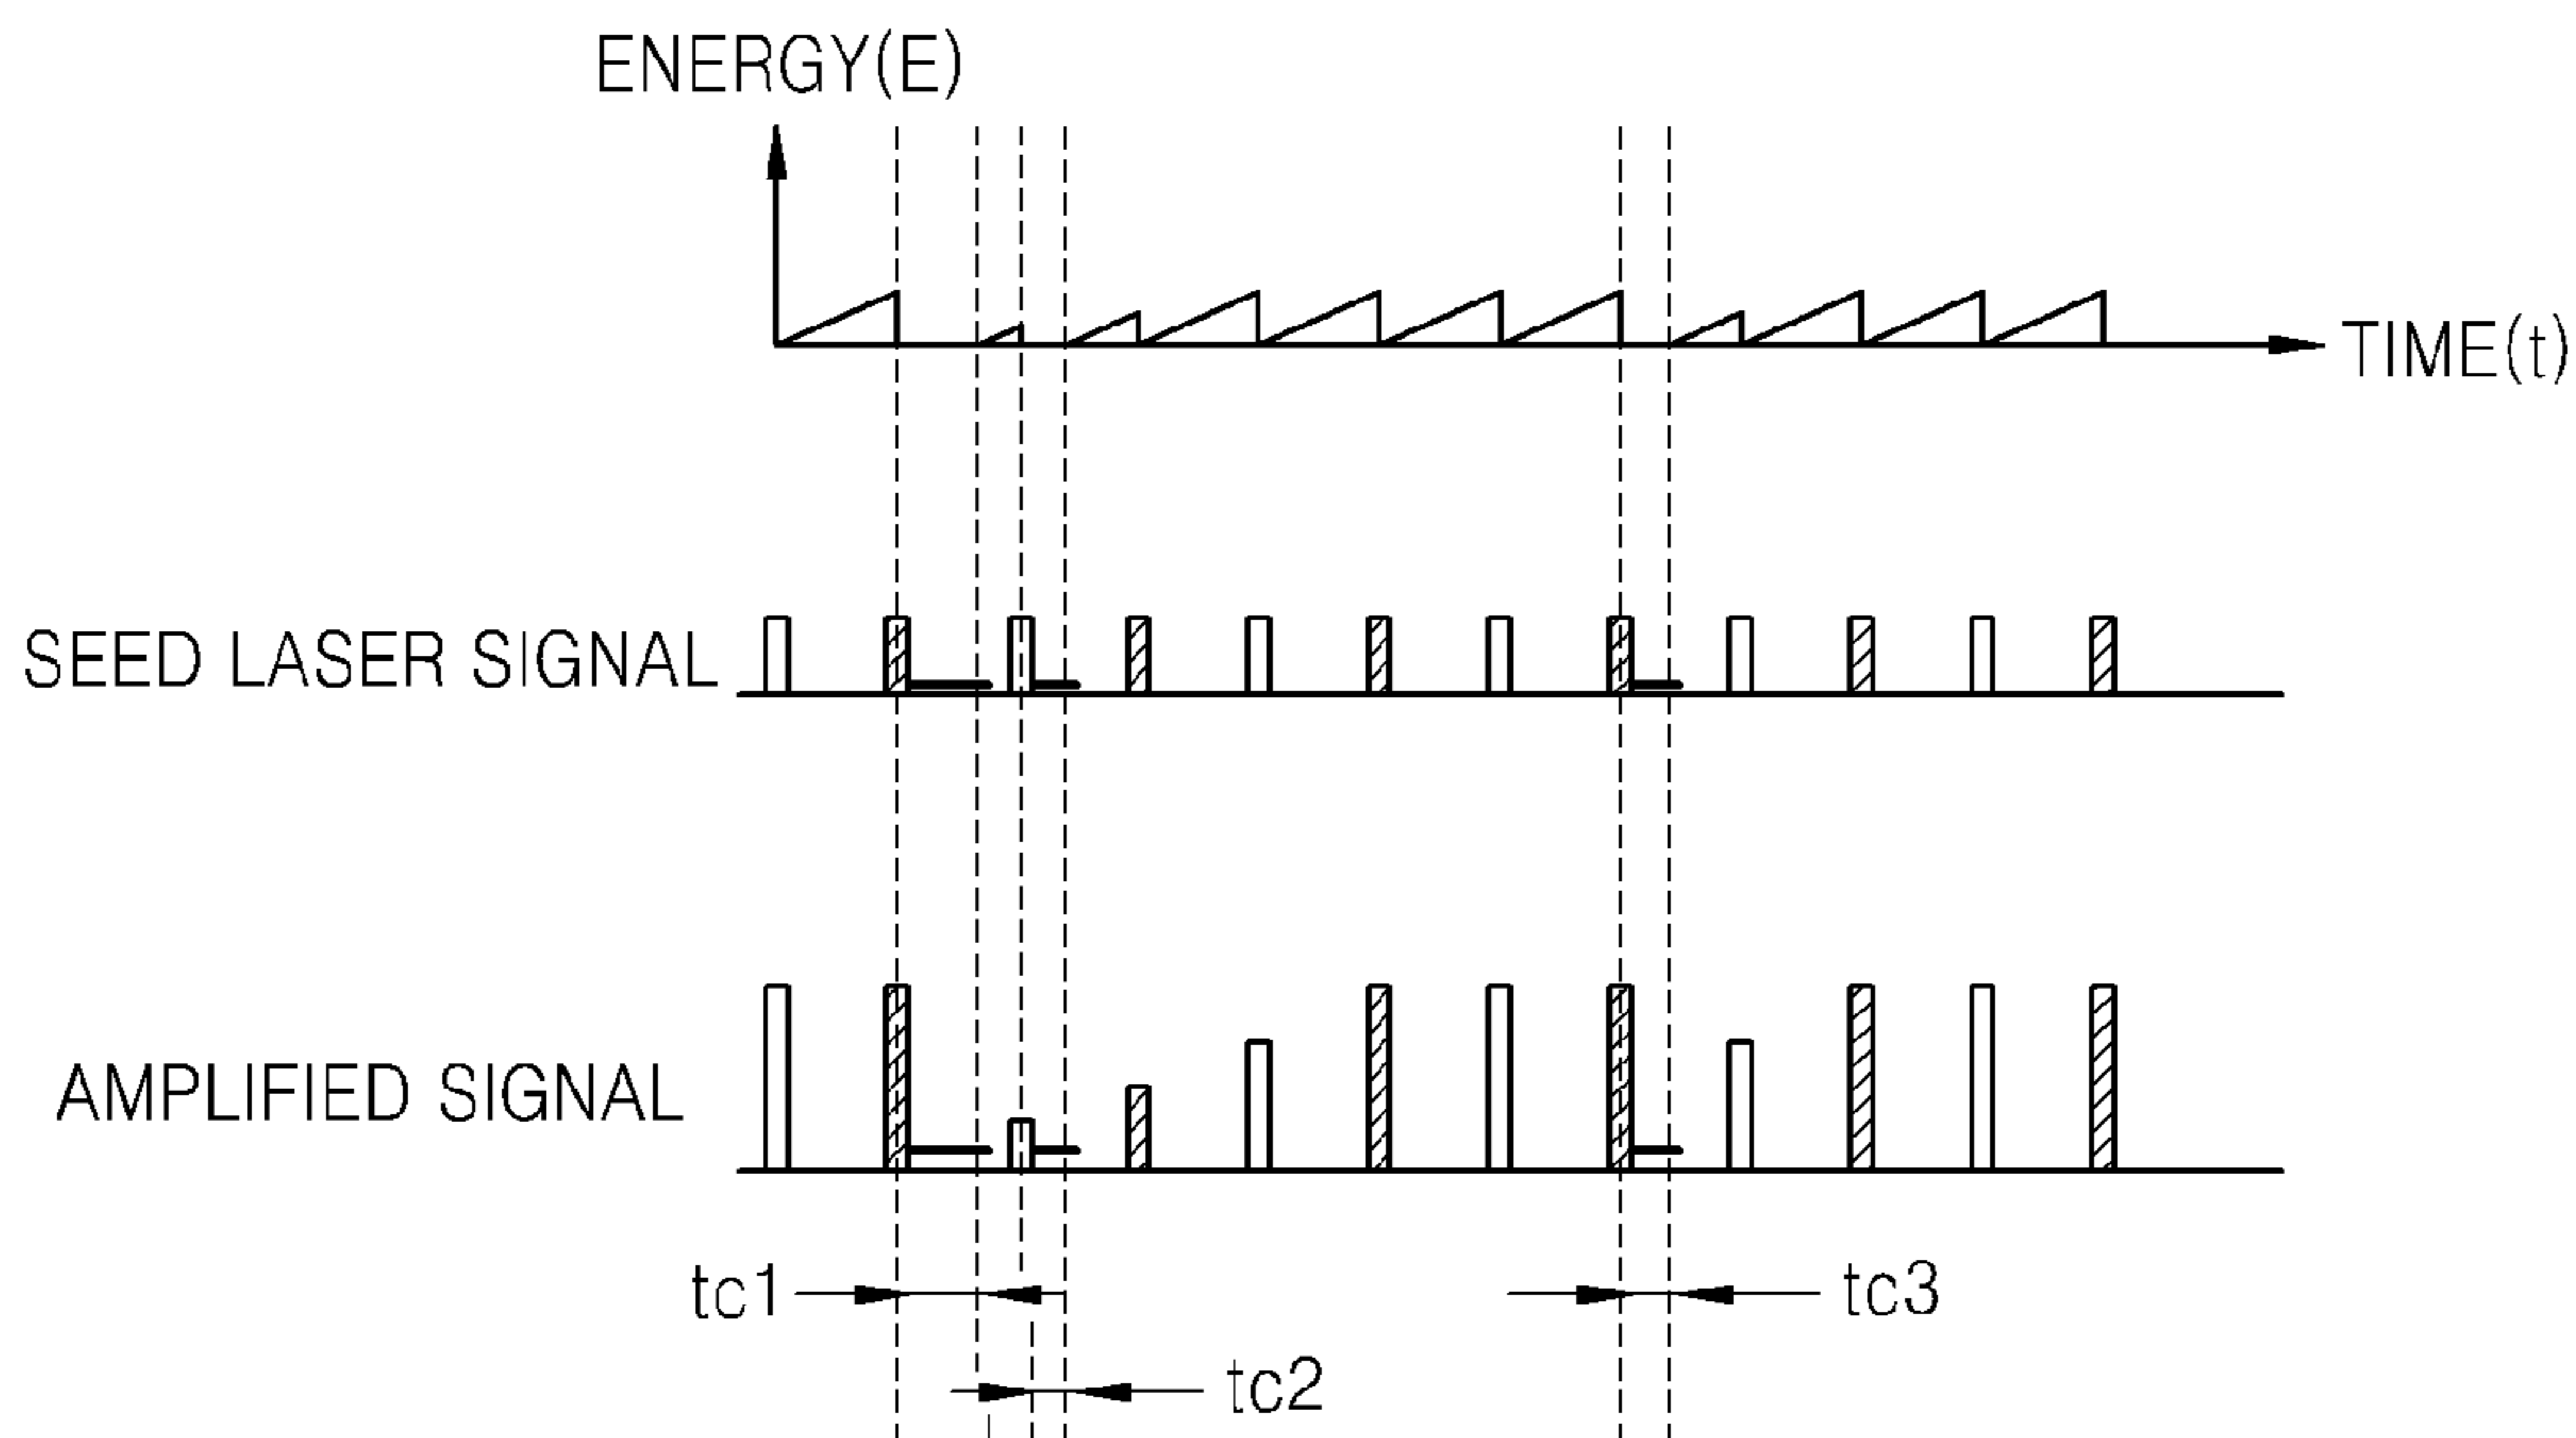 ENERGY(E)
TIME(t)
SEED LASER SIGNAL
AMPLIFIED SIGNAL
tc1
tc3
tc2